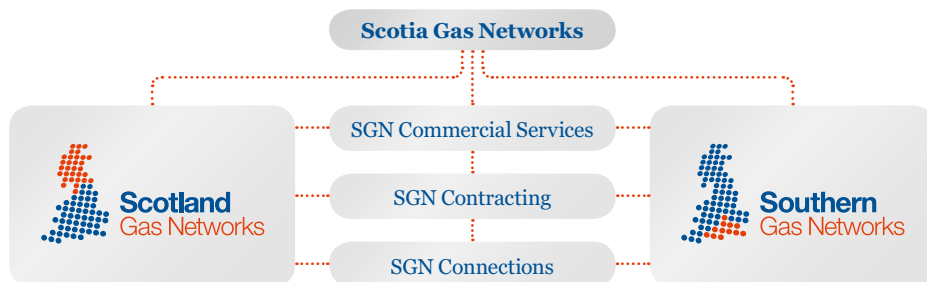 Scotia Gas Networks
SGN Commercial Services
Scotland
Gas Networks
SGN Contracting
Southern
Gas Networks
SGN Connections